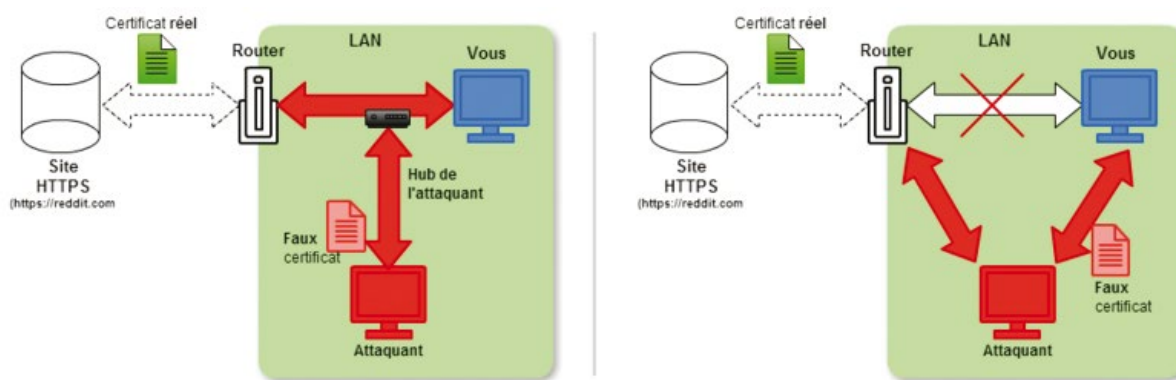 Certificat réel
Router
LAN
Vous
Site
HTTPS
(https://reddit.com
Hub de
l'attaquant
Faux
certificat
Attaquant
Certificat réel
Router
LAN
Vous
Site
HTTPS
(https://reddit.com
Faux
certificat
Attaquant